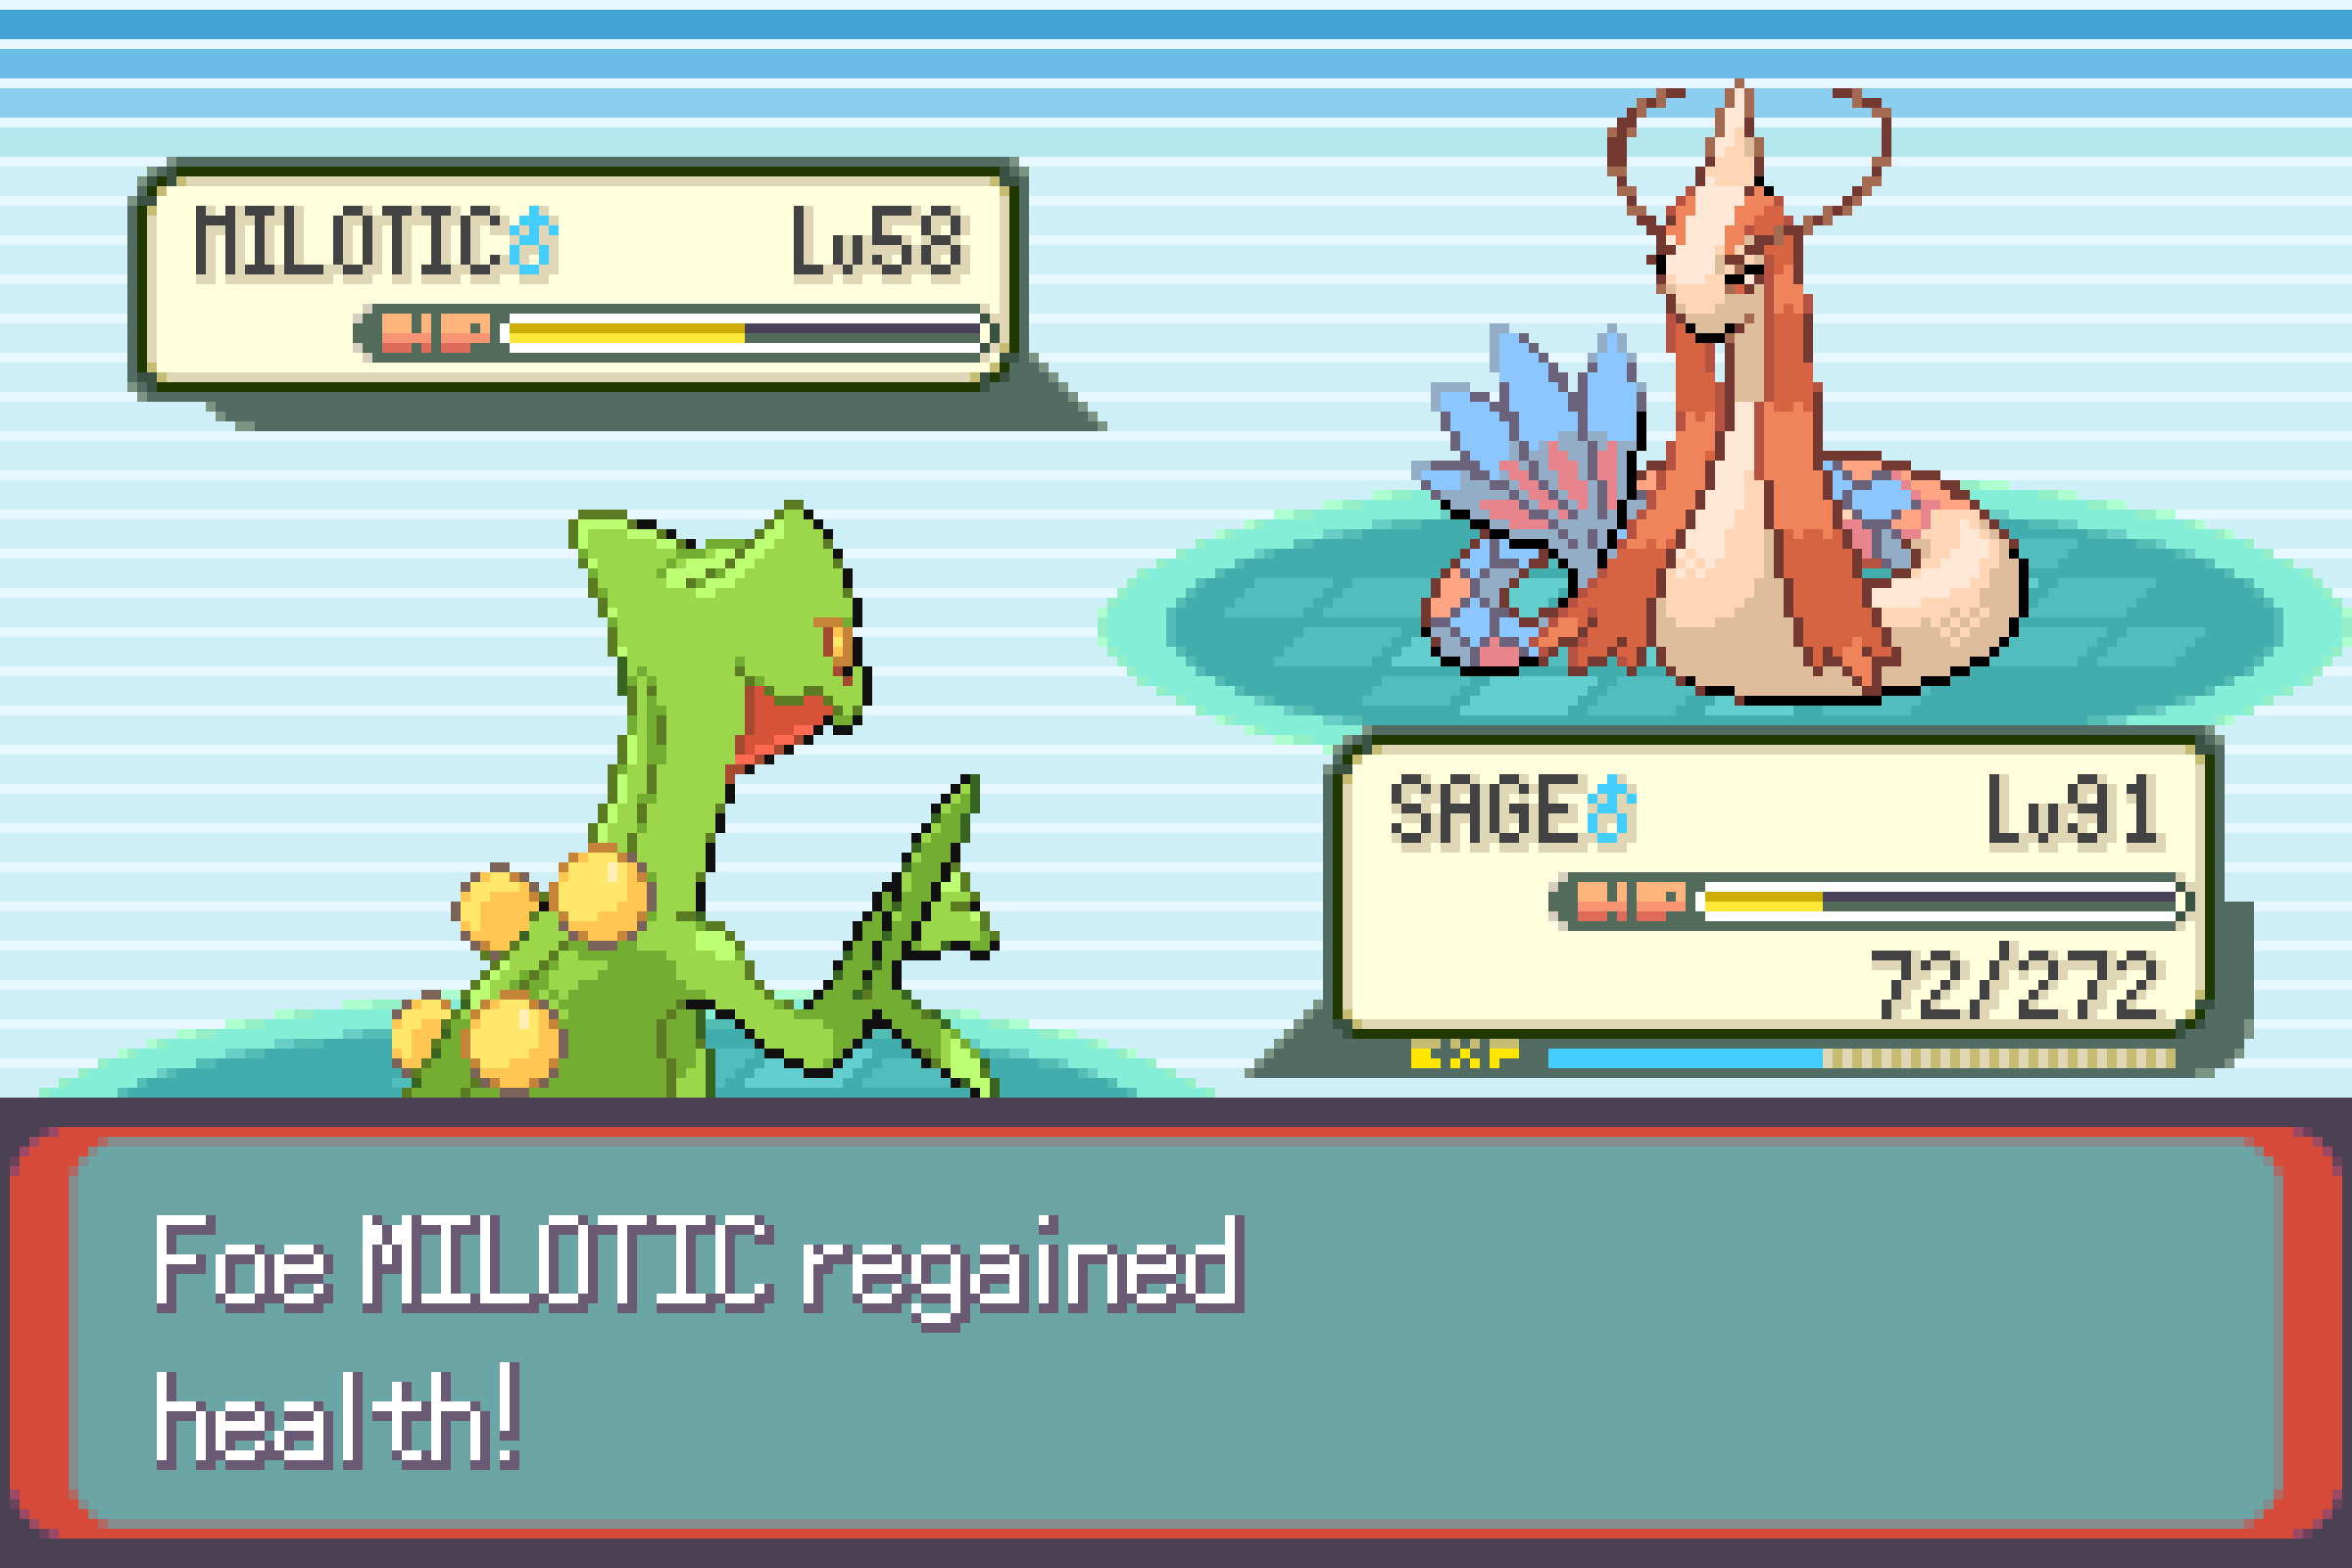 MILOTIC♂ Lv58
HP
SAGE♂ Lv91
HP
72/272
EXP
Foe MILOTIC regained
health!